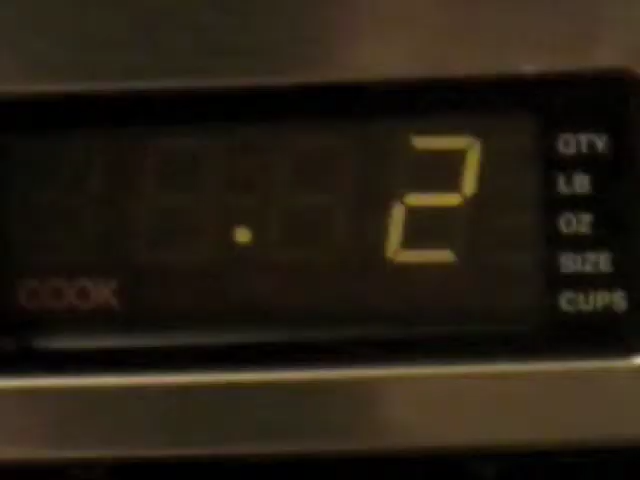 . 2
QTY.
LB
OZ
SIZE
CUPS
COOK